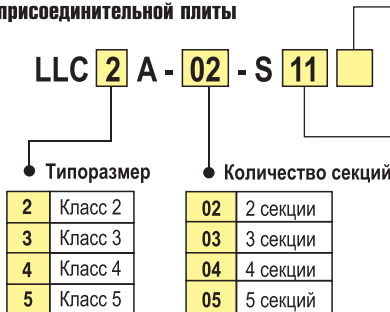 присоединительной плиты
LLC 2 A - 02 - S 11
Типоразмер
Количество секций
2 Класс 2
3 Класс 3
4 Класс 4
5 Класс 5
02 2 секции
03 3 секции
04 4 секции
05 5 секций